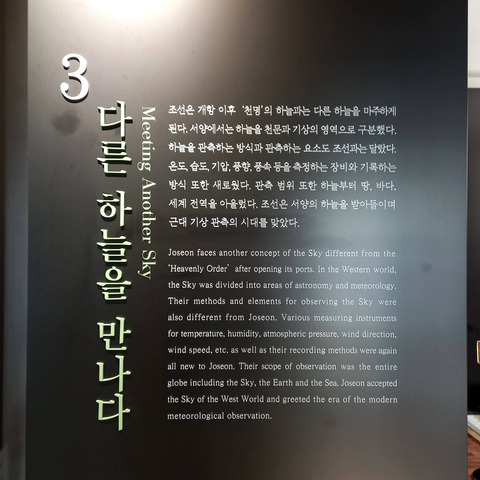 3
다른 하늘을 만나다
Meeting Another Sky
조선은 개항 이후 '천명'의 하늘과는 다른 하늘을 마주하게
된다. 서양에서는 하늘을 천문과 기상의 영역으로 구분했다.
하늘을 관측하는 방식과 관측하는 요소도 조선과는 달랐다.
온도, 습도, 기압, 풍향, 풍속 등을 측정하는 장비와 기록하는
방식 또한 새로웠다. 관측 범위 또한 하늘부터 땅, 바다,
세계 전역을 아울렀다. 조선은 서양의 하늘을 받아들이며
근대 기상 관측의 시대를 맞았다.
Joseon faces another concept of the Sky different from the
'Heavenly Order' after opening its ports. In the Western world,
the Sky was divided into areas of astronomy and meteorology.
Their methods and elements for observing the Sky were
also different from Joseon. Various measuring instruments
for temperature, humidity, atmospheric pressure, wind direction,
wind speed, etc. as well as their recording methods were again
all new to Joseon. Their scope of observation was the entire
globe including the Sky, the Earth and the Sea. Joseon accepted
the Sky of the West World and greeted the era of the modern
meteorological observation.